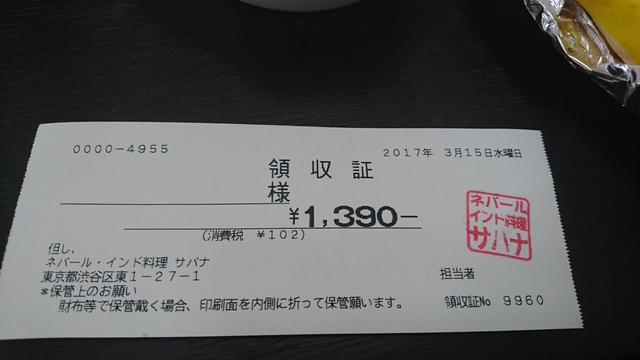 0000-4955
2017年 3月15日水曜日
領収証
様
¥1,390-
(消費税 ¥102)
ネパール
インド料理
サハナ
但し、
ネパール・インド料理 サパナ
東京都渋谷区東1-27-1
*保管上のお願い
財布等で保管戴く場合、印刷面を内側に折って保管願います。
担当者
領収証No 9960